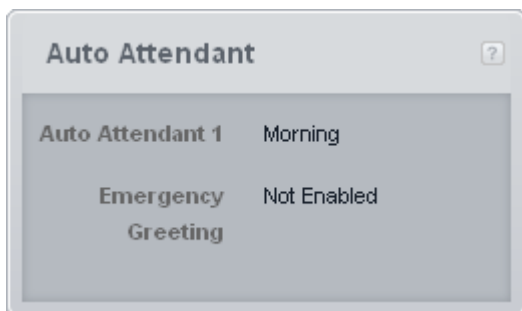 Auto Attendant
?
Auto Attendant 1 Morning
Emergency Not Enabled
Greeting